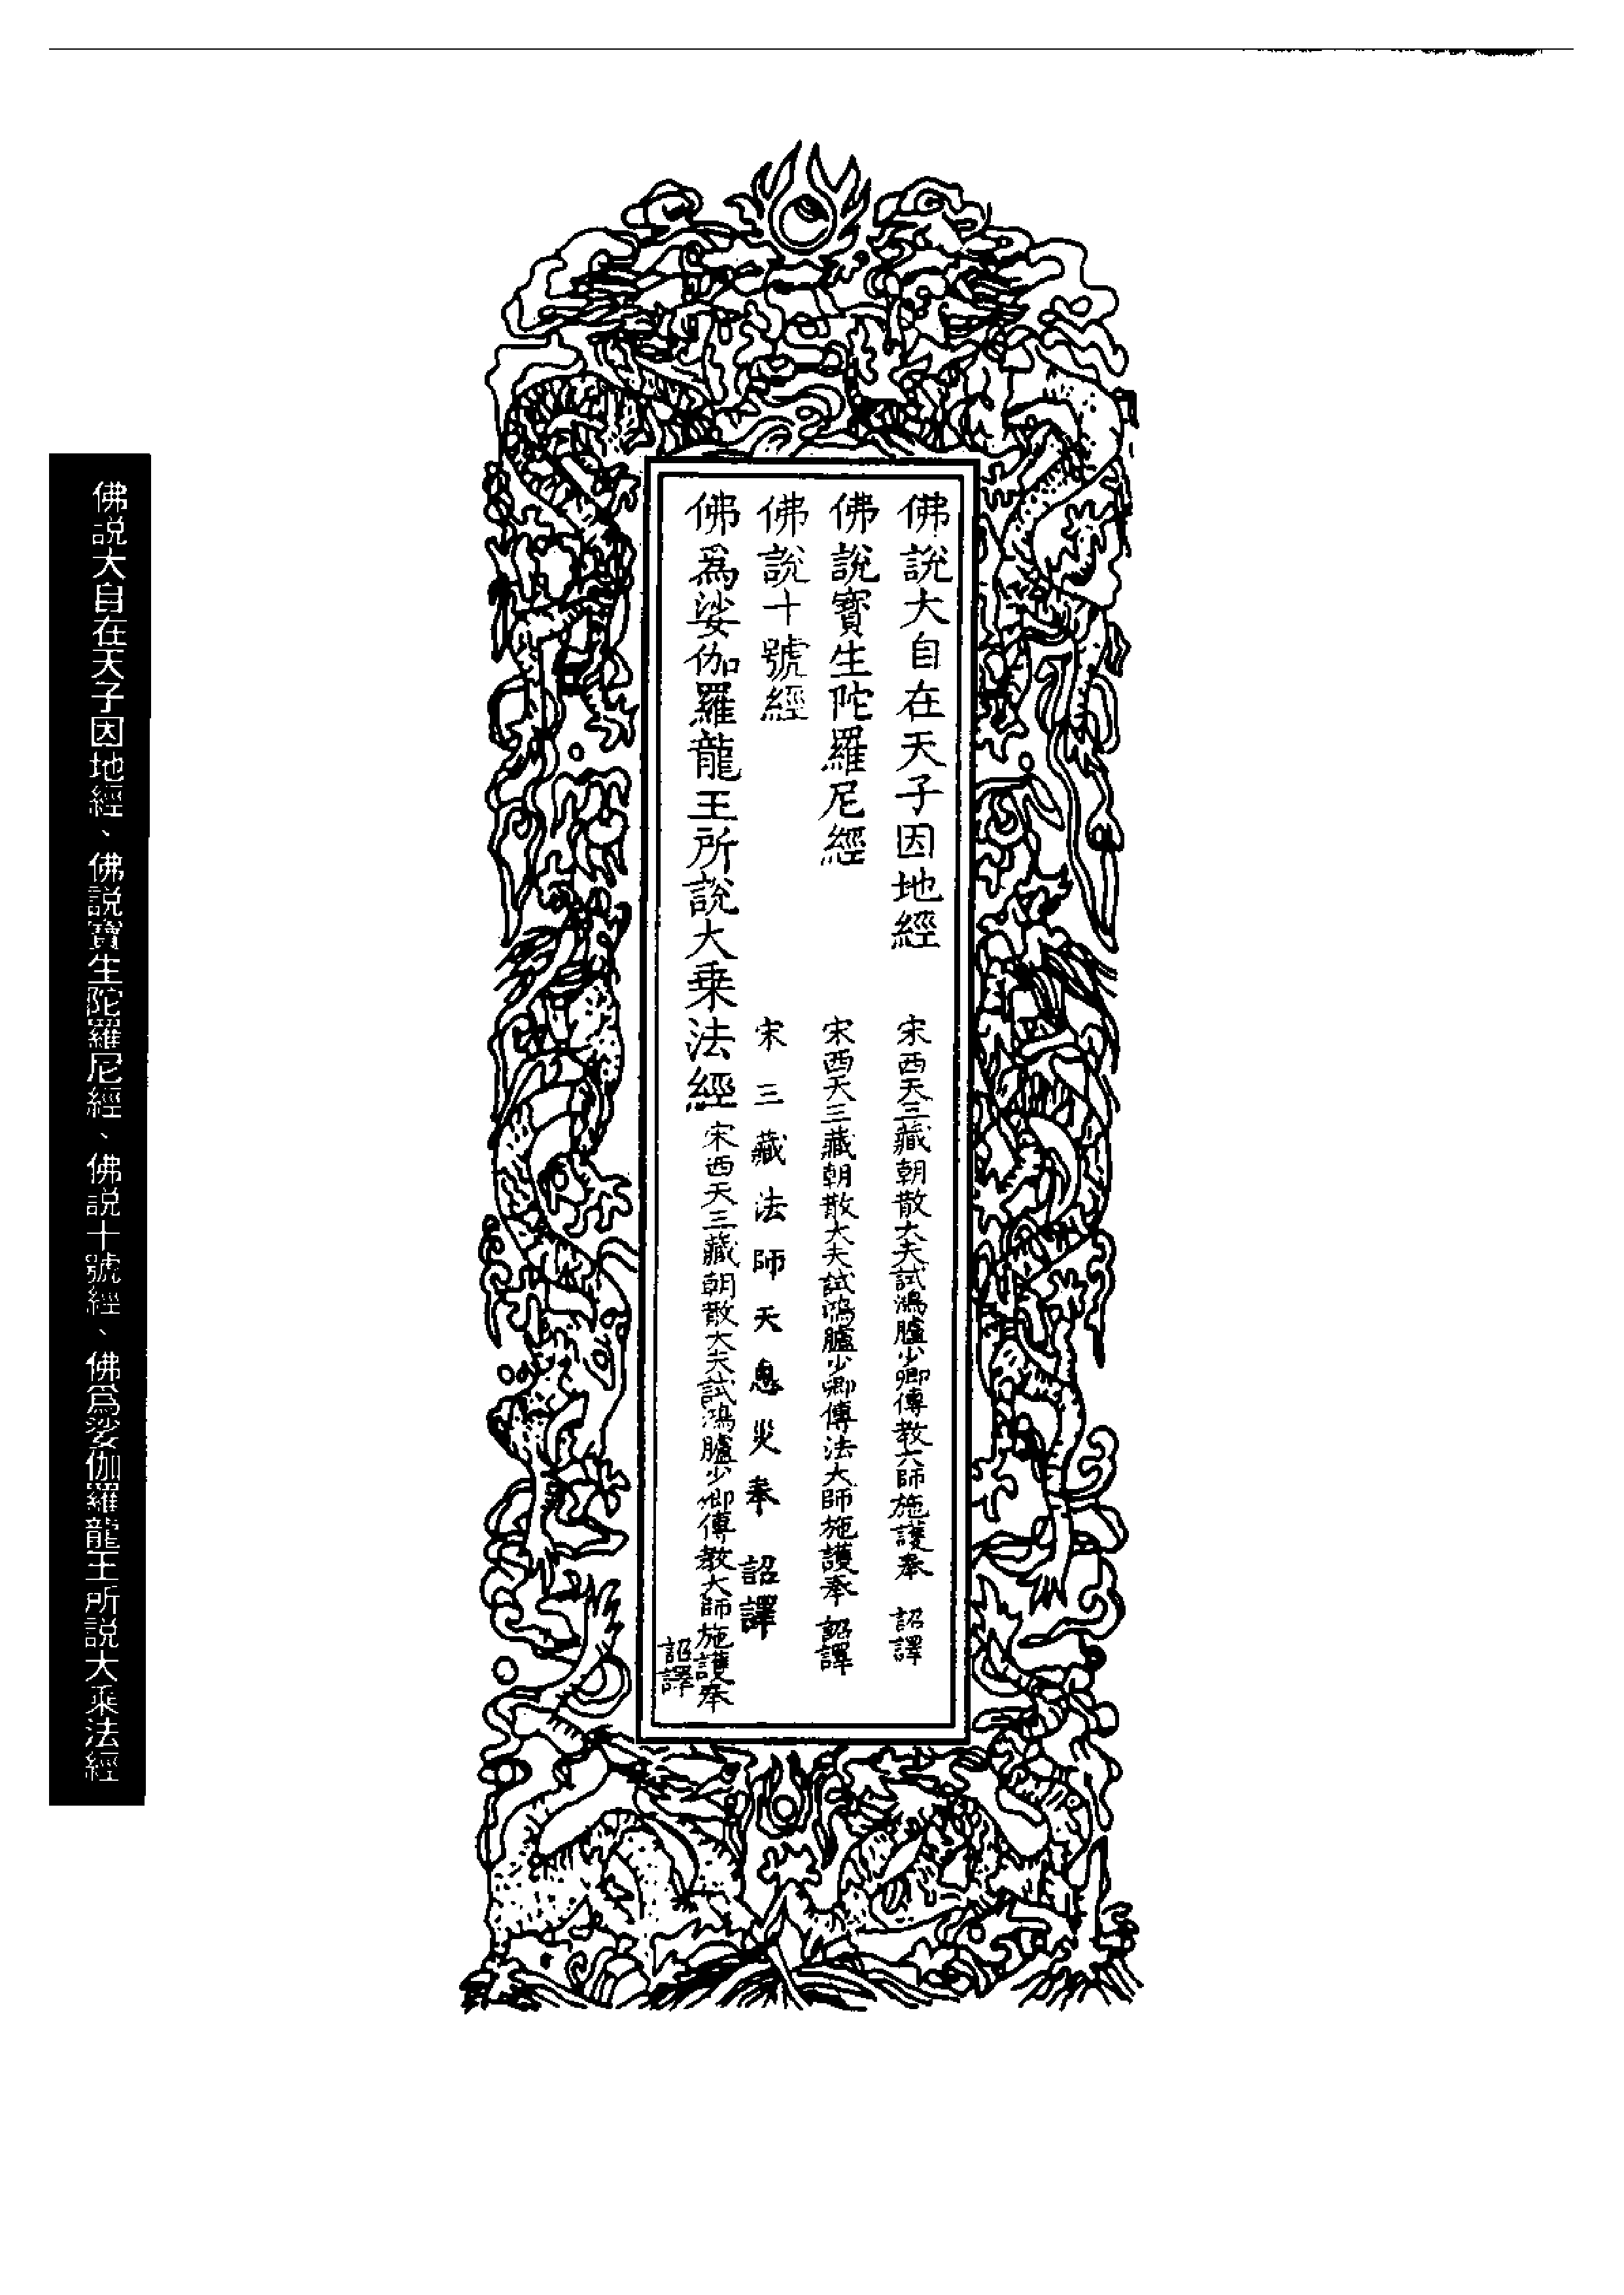 佛說大自在天子因地經 宋西天三藏朝散大夫試鴻臚少卿傳教大師施護奉 詔譯
佛說寶生陀羅尼經 宋西天三藏朝散大夫試鴻臚少卿傳法大師施護奉 詔譯
佛說十號經 宋三藏法師天息災奉 詔譯
佛爲娑伽羅龍王所說大乘法經 宋西天三藏朝散大夫試鴻臚少卿傳教大師施護奉
詔譯
佛説大自在天子因地經、佛説寶生陀羅尼經、佛説十號經、佛爲娑伽羅龍王所説大乘法經